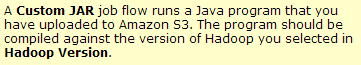 A Custom JAR job flow runs a Java program that you
have uploaded to Amazon S3. The program should be
compiled against the version of Hadoop you selected in
Hadoop Version.